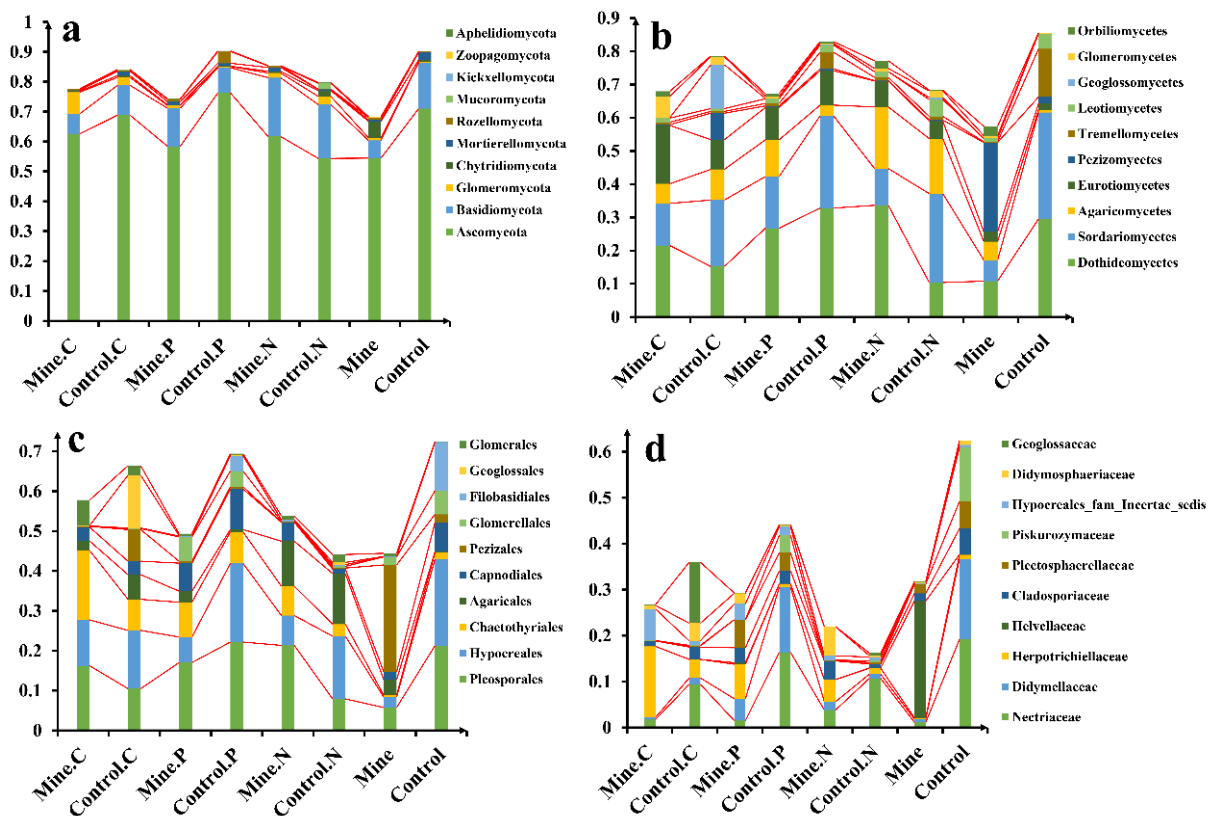 a
1
0.9
0.8
0.7
0.6
0.5
0.4
0.3
0.2
0.1
0
Mine.C
Control.C
Mine.P
Control.P
Mine.N
Control.N
Mine
Control
Aphelidiomycota
Zoopagomycota
Kickxellomycota
Mucoromycota
Rozellomycota
Mortierellomycota
Chytridiomycota
Glomeromycota
Basidiomycota
Ascomycota
b
0.9
0.8
0.7
0.6
0.5
0.4
0.3
0.2
0.1
0
Mine.C
Control.C
Mine.P
Control.P
Mine.N
Control.N
Mine
Control
Orbiliomycetes
Glomeromycetes
Geoglossomycetes
Leotiomycetes
Tremellomycetes
Pezizomycetes
Eurotiomycetes
Agaricomycetes
Sordariomycetes
Dothideomycetes
c
0.7
0.6
0.5
0.4
0.3
0.2
0.1
0
Mine.C
Control.C
Mine.P
Control.P
Mine.N
Control.N
Mine
Control
Glomerales
Geoglossales
Filobasidiales
Glomerellales
Pezizales
Capnodiales
Agaricales
Chaetothyriales
Hypocreales
Pleosporales
d
0.6
0.5
0.4
0.3
0.2
0.1
0
Mine.C
Control.C
Mine.P
Control.P
Mine.N
Control.N
Mine
Control
Geoglossaceae
Didymosphaeriaceae
Hypocreales_fam_Incertae_sedis
Piskurozymaceae
Plectosphaerellaceae
Cladosporiaceae
Helvellaceae
Herpotrichiellaceae
Didymellaceae
Nectriaceae